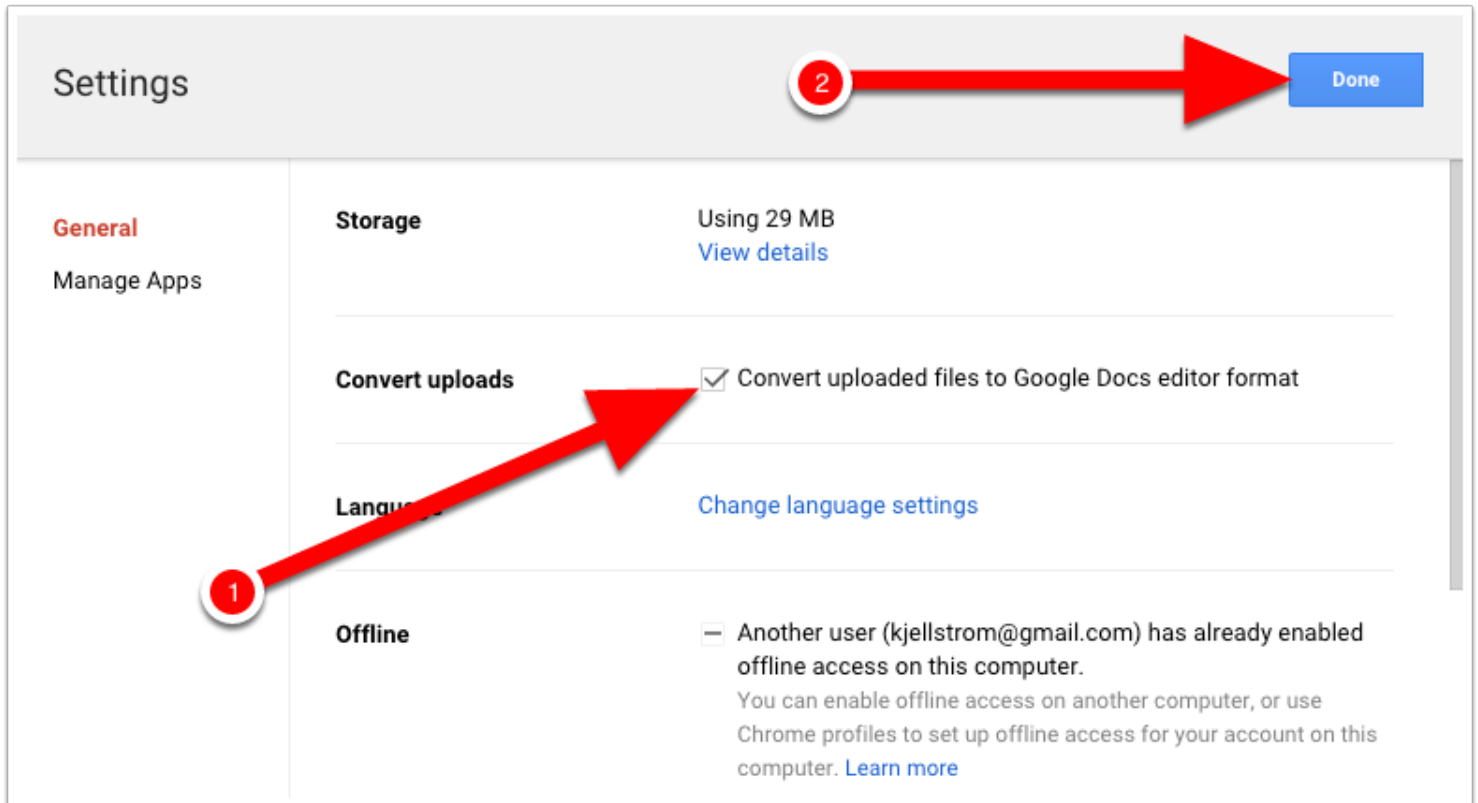 Settings
2
Done
General
Manage Apps
Storage
Using 29 MB
View details
Convert uploads
Convert uploaded files to Google Docs editor format
Language
Change language settings
1
Offline
Another user (kjellstrom@gmail.com) has already enabled
offline access on this computer.
You can enable offline access on another computer, or use
Chrome profiles to set up offline access for your account on this
computer. Learn more